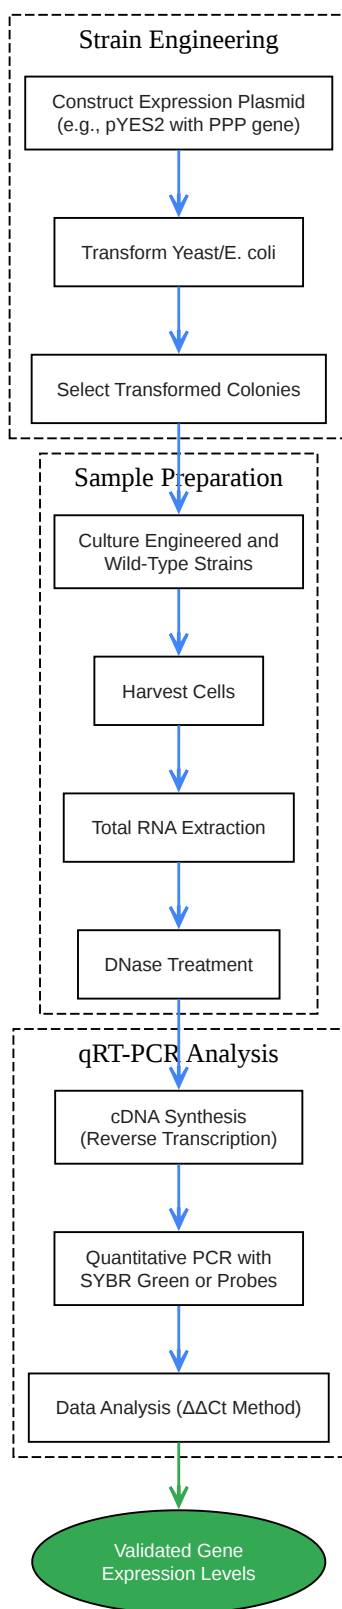 Strain Engineering
Construct Expression Plasmid
(e.g., pYES2 with PPP gene)
Transform Yeast/E. coli
Select Transformed Colonies
Sample Preparation
Culture Engineered and
Wild-Type Strains
Harvest Cells
Total RNA Extraction
DNase Treatment
qRT-PCR Analysis
cDNA Synthesis
(Reverse Transcription)
Quantitative PCR with
SYBR Green or Probes
Data Analysis (ΔΔCt Method)
Validated Gene
Expression Levels